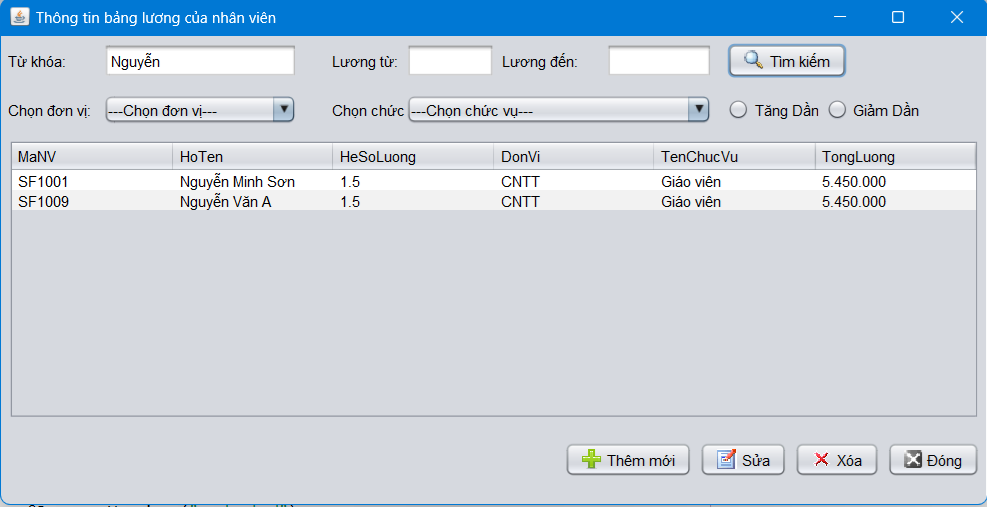 Thông tin bảng lương của nhân viên
Từ khóa: Nguyễn Lương từ: Lương đến: Tìm kiếm
Chọn đơn vị: ---Chọn đơn vị--- Chọn chức ---Chọn chức vụ--- Tăng Dần Giảm Dần
MaNV HoTen HeSoLuong DonVi TenChucVu TongLuong
SF1001 Nguyễn Minh Sơn 1.5 CNTT Giáo viên 5.450.000
SF1009 Nguyễn Văn A 1.5 CNTT Giáo viên 5.450.000
Thêm mới Sửa Xóa Đóng